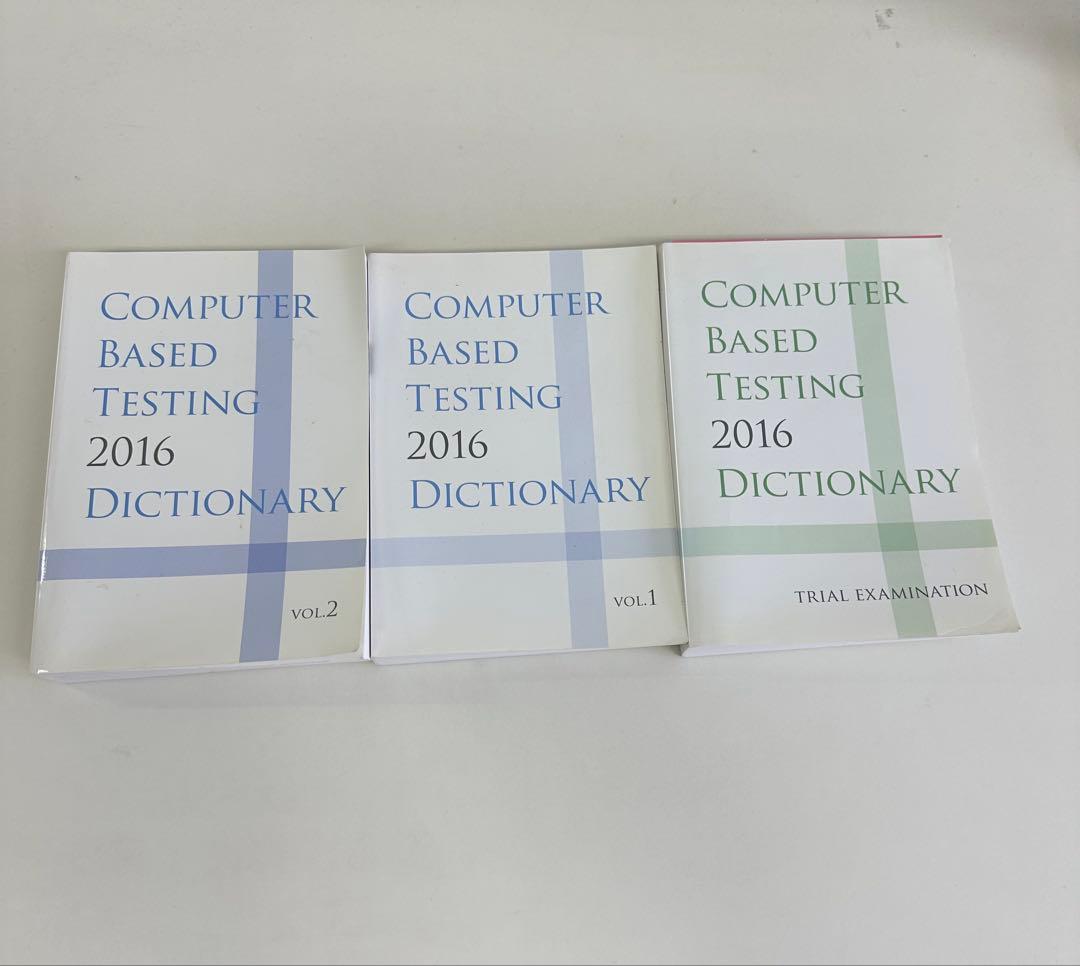 COMPUTER
BASED
TESTING
2016
DICTIONARY
VOL.2
COMPUTER
BASED
TESTING
2016
DICTIONARY
VOL.1
COMPUTER
BASED
TESTING
2016
DICTIONARY
TRIAL EXAMINATION